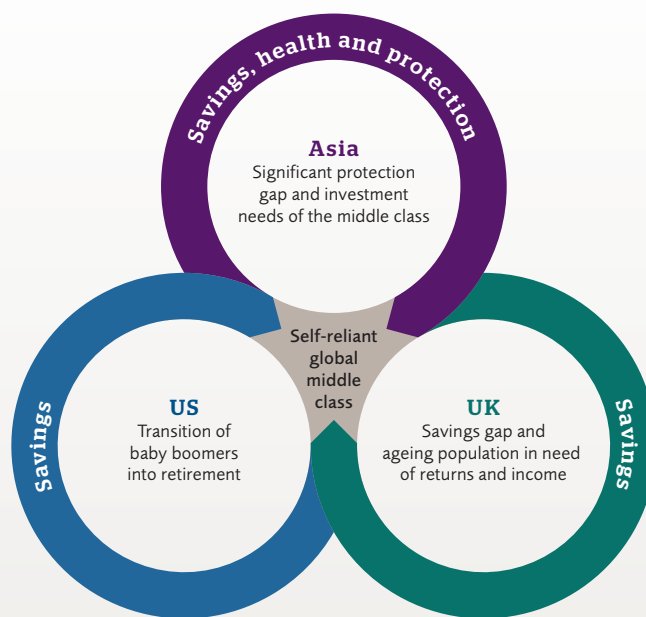 Savings, health and protection
Asia
Significant protection
gap and investment
needs of the middle class
Self-reliant
global
middle
class
Savings
US
Transition of
baby boomers
into retirement
UK
Savings gap and
ageing population in need
of returns and income
Savings